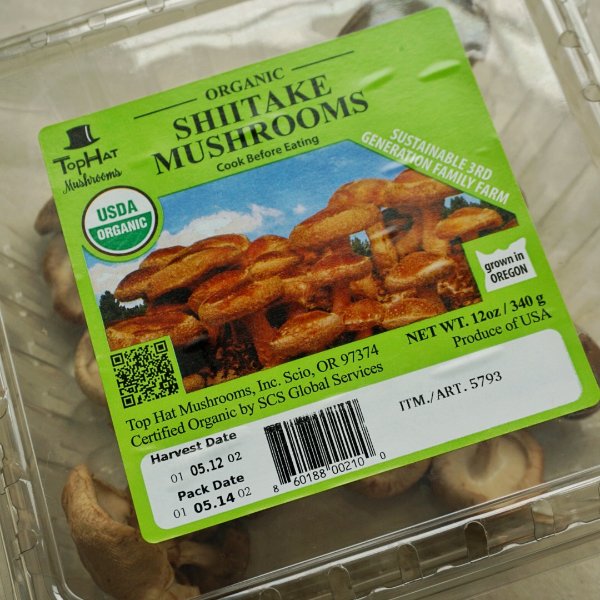 ORGANIC
SHIITAKE
MUSHROOMS
Cook Before Eating
TOPHAT
Mushrooms
USDA
ORGANIC
SUSTAINABLE 3RD
GENERATION FAMILY FARM
grown in
OREGON
NET WT. 12oz / 340 g
Produce of USA
Top Hat Mushrooms, Inc. Scio, OR 97374
Certified Organic by SCS Global Services
ITM./ART. 5793
Harvest Date
01 05.12 02
Pack Date
01 05.14 02
8 60188 00210 0